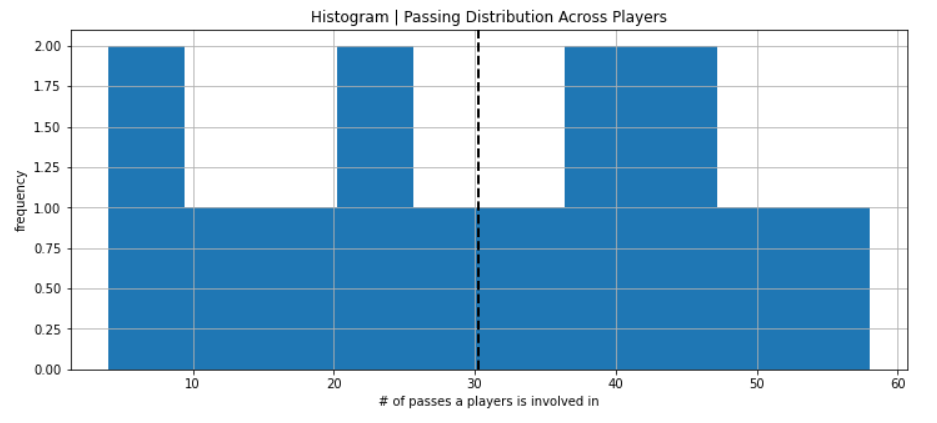 Histogram | Passing Distribution Across Players
2.00
1.75
1.50
1.25
1.00
0.75
0.50
0.25
0.00
frequency
10 20 30 40 50 60
# of passes a players is involved in